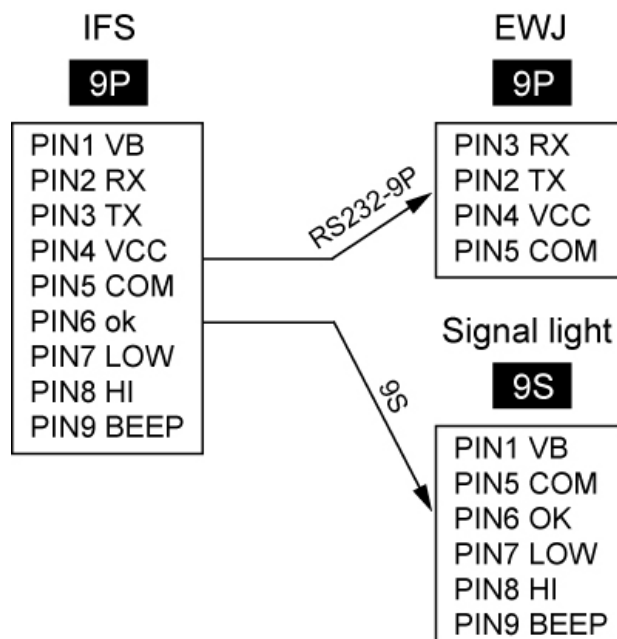 IFS
9P
PIN1 VB
PIN2 RX
PIN3 TX
PIN4 VCC
PIN5 COM
PIN6 ok
PIN7 LOW
PIN8 HI
PIN9 BEEP
RS232-9P
9S
EWJ
9P
PIN3 RX
PIN2 TX
PIN4 VCC
PIN5 COM
Signal light
9S
PIN1 VB
PIN5 COM
PIN6 OK
PIN7 LOW
PIN8 HI
PIN9 BEEP